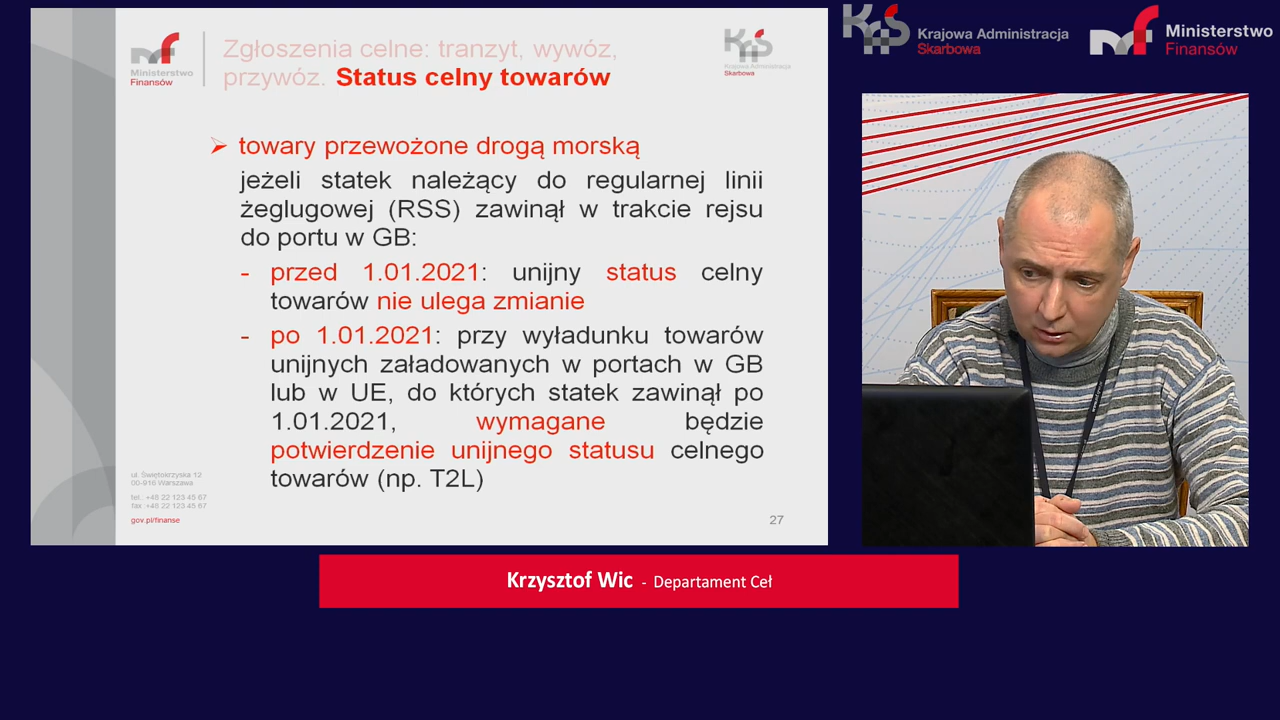 Ministerstwo
Finansów
Zgłoszenia celne: tranzyt, wywóz,
przywóz. Status celny towarów
KAS
Krajowa Administracja
Skarbowa
➢ towary przewożone drogą morską
jeżeli statek należący do regularnej linii
żeglugowej (RSS) zawinął w trakcie rejsu
do portu w GB:
- przed 1.01.2021: unijny status celny
towarów nie ulega zmianie
- po 1.01.2021: przy wyładunku towarów
unijnych załadowanych w portach w GB
lub w UE, do których statek zawinął po
1.01.2021, wymagane będzie
potwierdzenie unijnego statusu celnego
towarów (np. T2L)
ul. Świętokrzyska 12
00-916 Warszawa
tel.: +48 22 123 45 67
fax :+48 22 123 45 67
gov.pl/finanse
27
KAS
Krajowa Administracja
Skarbowa
mf
Ministerstwo
Finansów
Krzysztof Wic - Departament Ceł